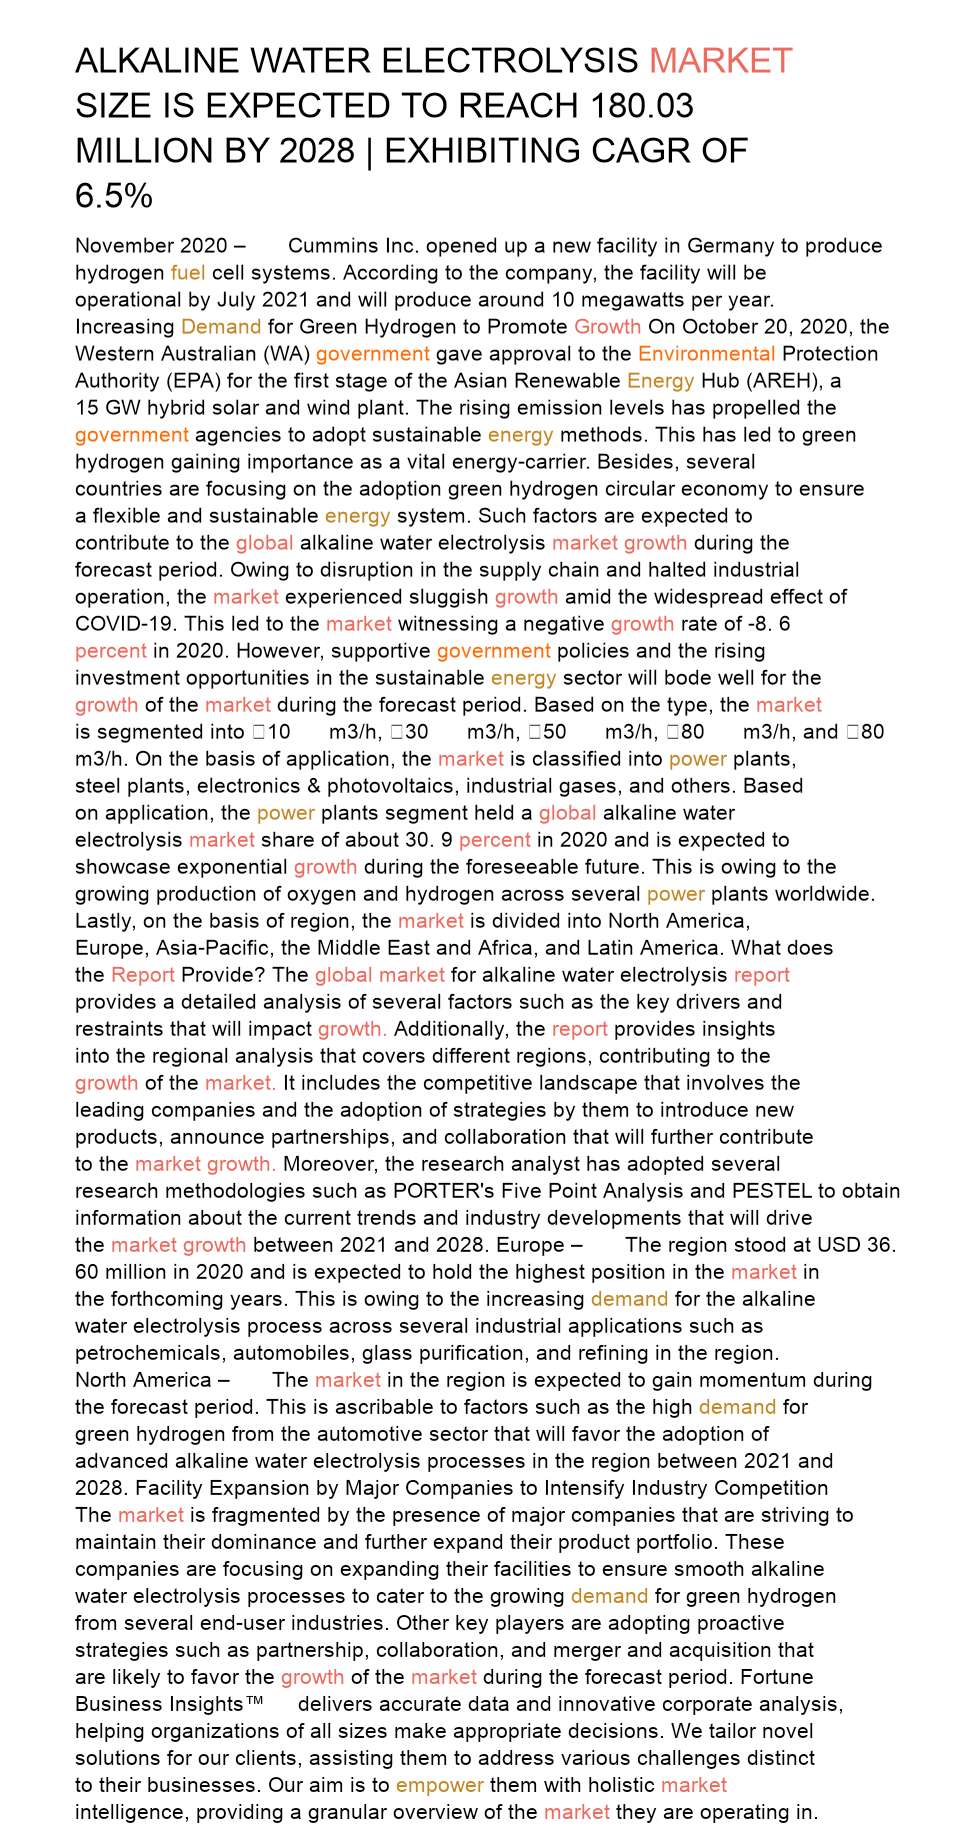 ALKALINE WATER ELECTROLYSIS MARKET
SIZE IS EXPECTED TO REACH 180.03
MILLION BY 2028 | EXHIBITING CAGR OF
6.5%
November 2020 – Cummins Inc. opened up a new facility in Germany to produce
hydrogen fuel cell systems. According to the company, the facility will be
operational by July 2021 and will produce around 10 megawatts per year.
Increasing Demand for Green Hydrogen to Promote Growth On October 20, 2020, the
Western Australian (WA) government gave approval to the Environmental Protection
Authority (EPA) for the first stage of the Asian Renewable Energy Hub (AREH), a
15 GW hybrid solar and wind plant. The rising emission levels has propelled the
government agencies to adopt sustainable energy methods. This has led to green
hydrogen gaining importance as a vital energy-carrier. Besides, several
countries are focusing on the adoption green hydrogen circular economy to ensure
a flexible and sustainable energy system. Such factors are expected to
contribute to the global alkaline water electrolysis market growth during the
forecast period. Owing to disruption in the supply chain and halted industrial
operation, the market experienced sluggish growth amid the widespread effect of
COVID-19. This led to the market witnessing a negative growth rate of -8. 6
percent in 2020. However, supportive government policies and the rising
investment opportunities in the sustainable energy sector will bode well for the
growth of the market during the forecast period. Based on the type, the market
is segmented into □10 m3/h, □30 m3/h, □50 m3/h, □80 m3/h, and □80
m3/h. On the basis of application, the market is classified into power plants,
steel plants, electronics & photovoltaics, industrial gases, and others. Based
on application, the power plants segment held a global alkaline water
electrolysis market share of about 30. 9 percent in 2020 and is expected to
showcase exponential growth during the foreseeable future. This is owing to the
growing production of oxygen and hydrogen across several power plants worldwide.
Lastly, on the basis of region, the market is divided into North America,
Europe, Asia-Pacific, the Middle East and Africa, and Latin America. What does
the Report Provide? The global market for alkaline water electrolysis report
provides a detailed analysis of several factors such as the key drivers and
restraints that will impact growth. Additionally, the report provides insights
into the regional analysis that covers different regions, contributing to the
growth of the market. It includes the competitive landscape that involves the
leading companies and the adoption of strategies by them to introduce new
products, announce partnerships, and collaboration that will further contribute
to the market growth. Moreover, the research analyst has adopted several
research methodologies such as PORTER's Five Point Analysis and PESTEL to obtain
information about the current trends and industry developments that will drive
the market growth between 2021 and 2028. Europe – The region stood at USD 36.
60 million in 2020 and is expected to hold the highest position in the market in
the forthcoming years. This is owing to the increasing demand for the alkaline
water electrolysis process across several industrial applications such as
petrochemicals, automobiles, glass purification, and refining in the region.
North America – The market in the region is expected to gain momentum during
the forecast period. This is ascribable to factors such as the high demand for
green hydrogen from the automotive sector that will favor the adoption of
advanced alkaline water electrolysis processes in the region between 2021 and
2028. Facility Expansion by Major Companies to Intensify Industry Competition
The market is fragmented by the presence of major companies that are striving to
maintain their dominance and further expand their product portfolio. These
companies are focusing on expanding their facilities to ensure smooth alkaline
water electrolysis processes to cater to the growing demand for green hydrogen
from several end-user industries. Other key players are adopting proactive
strategies such as partnership, collaboration, and merger and acquisition that
are likely to favor the growth of the market during the forecast period. Fortune
Business Insights™ delivers accurate data and innovative corporate analysis,
helping organizations of all sizes make appropriate decisions. We tailor novel
solutions for our clients, assisting them to address various challenges distinct
to their businesses. Our aim is to empower them with holistic market
intelligence, providing a granular overview of the market they are operating in.